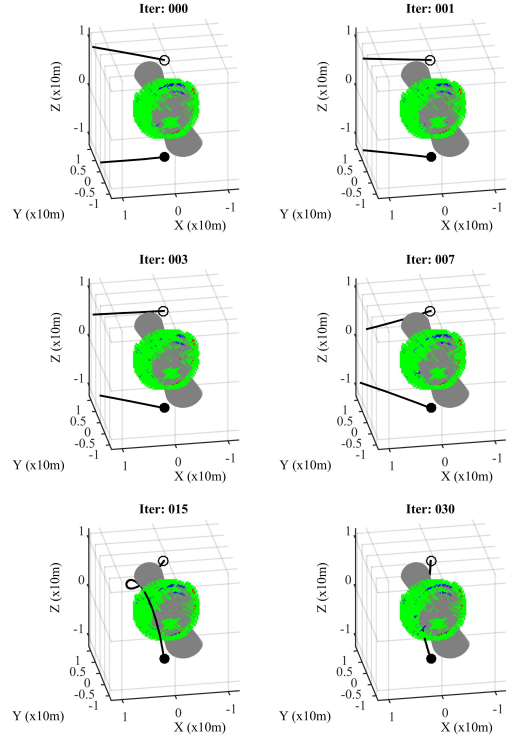 Iter: 000
1
0
-1
Z (x10m)
1
0.5
0
-0.5
-1
Y (x10m)
1
0
-1
X (x10m)
Iter: 001
1
0
-1
Z (x10m)
1
0.5
0
-0.5
-1
Y (x10m)
1
0
-1
X (x10m)
Iter: 003
1
0
-1
Z (x10m)
1
0.5
0
-0.5
-1
Y (x10m)
1
0
-1
X (x10m)
Iter: 007
1
0
-1
Z (x10m)
1
0.5
0
-0.5
-1
Y (x10m)
1
0
-1
X (x10m)
Iter: 015
1
0
-1
Z (x10m)
1
0.5
0
-0.5
-1
Y (x10m)
1
0
-1
X (x10m)
Iter: 030
1
0
-1
Z (x10m)
1
0.5
0
-0.5
-1
Y (x10m)
1
0
-1
X (x10m)